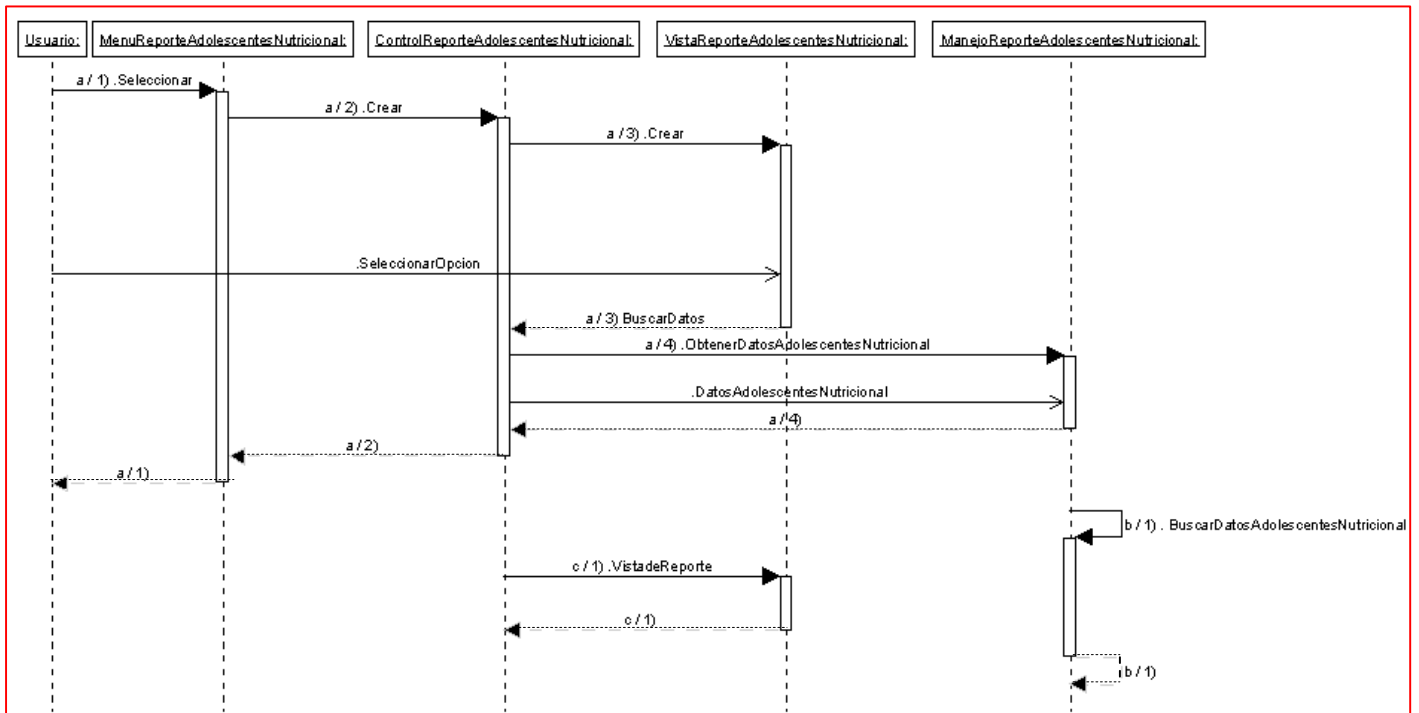 Usuario:
MenuReporteAdolescentesNutricional:
ControlReporteAdolescentesNutricional:
VistaReporteAdolescentesNutricional:
ManejoReporteAdolescentesNutricional:
a / 1) .Seleccionar
a / 2) .Crear
a / 3) .Crear
.SeleccionarOpcion
a / 3) BuscarDatos
a / 4) .ObtenerDatosAdolescentesNutricional
.DatosAdolescentesNutricional
a / 4)
a / 2)
a / 1)
b / 1) . BuscarDatosAdolescentesNutricional
c / 1) .VistadeReporte
c / 1)
b / 1)